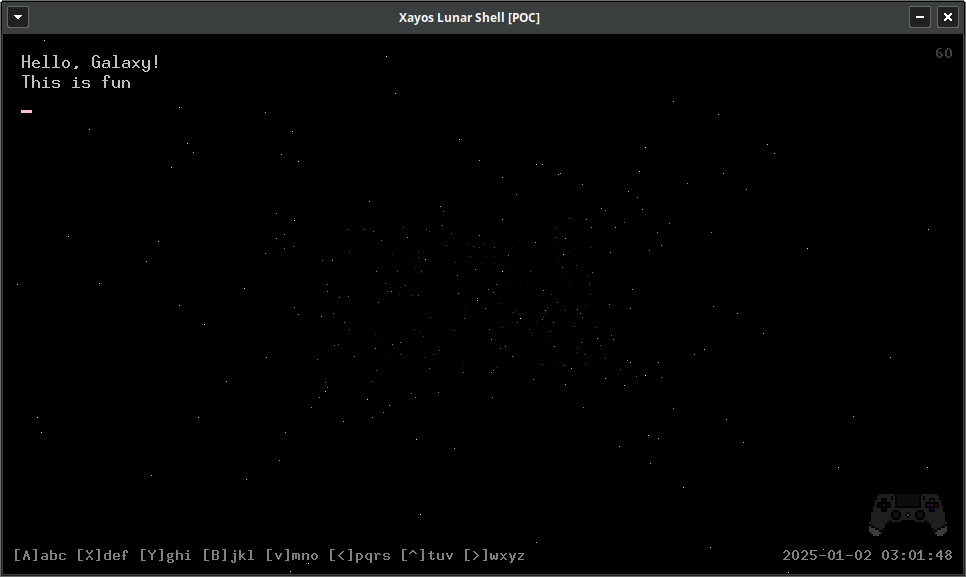 Xayos Lunar Shell [POC]
60
Hello, Galaxy!
This is fun
[A]abc [X]def [Y]ghi [B]jkl [v]mno [<]pqrs [^]tuv [>]wxyz
2025-01-02 03:01:48